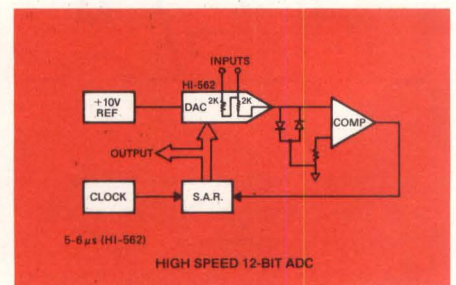 INPUTS
HI-562
+10V
REF
DAC
2K
2K
COMP
OUTPUT
CLOCK
S.A.R.
5-6μs (HI-562)
HIGH SPEED 12-BIT ADC